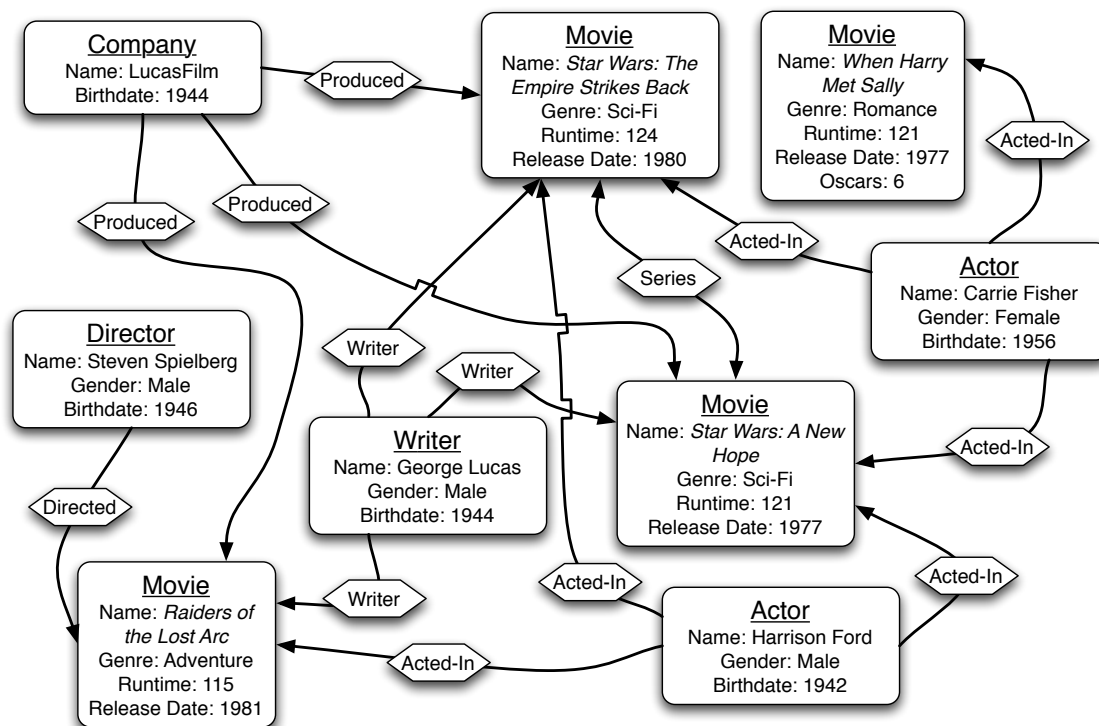 Company
Name: LucasFilm
Birthdate: 1944
Produced
Movie
Name: Star Wars: The
Empire Strikes Back
Genre: Sci-Fi
Runtime: 124
Release Date: 1980
Movie
Name: When Harry
Met Sally
Genre: Romance
Runtime: 121
Release Date: 1977
Oscars: 6
Acted-In
Produced
Produced
Acted-In
Series
Actor
Name: Carrie Fisher
Gender: Female
Birthdate: 1956
Director
Name: Steven Spielberg
Gender: Male
Birthdate: 1946
Writer
Writer
Movie
Name: Star Wars: A New
Hope
Genre: Sci-Fi
Runtime: 121
Release Date: 1977
Acted-In
Writer
Name: George Lucas
Gender: Male
Birthdate: 1944
Directed
Movie
Name: Raiders of
the Lost Arc
Genre: Adventure
Runtime: 115
Release Date: 1981
Writer
Acted-In
Acted-In
Acted-In
Actor
Name: Harrison Ford
Gender: Male
Birthdate: 1942